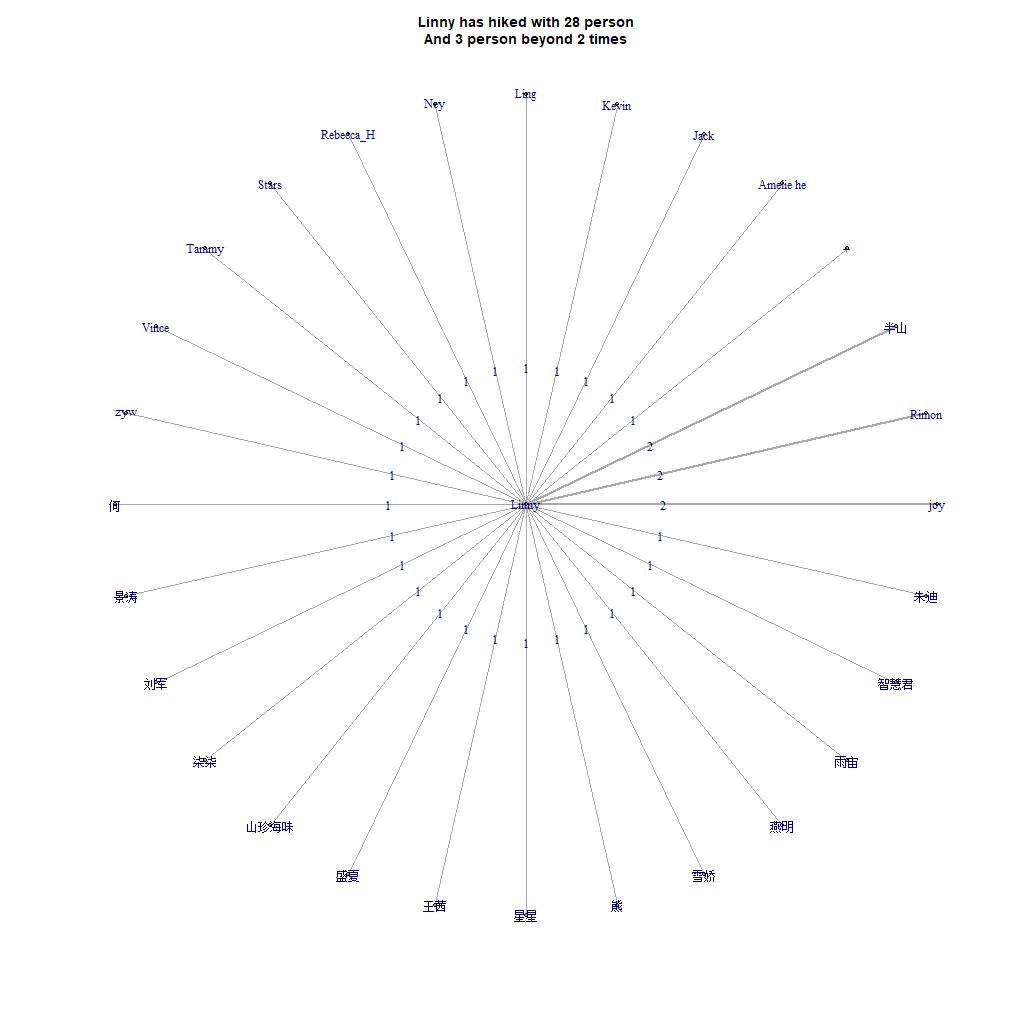 Linny has hiked with 28 person
And 3 person beyond 2 times
Ling
Ney
Kevin
Rebecca_H
Jack
Stars
Amelie he
Tammy
Vince
半山
zyw
Rimon
1
1
1
1
1
1
1
1
1
1
2
1
2
何
1
Linny
2
joy
1
1
1
1
1
1
1
1
1
1
1
1
1
景涛
朱迪
刘军
智慧君
柒柒
雨宙
山珍海味
燕明
盛夏
雪娇
王茜
熊
星星